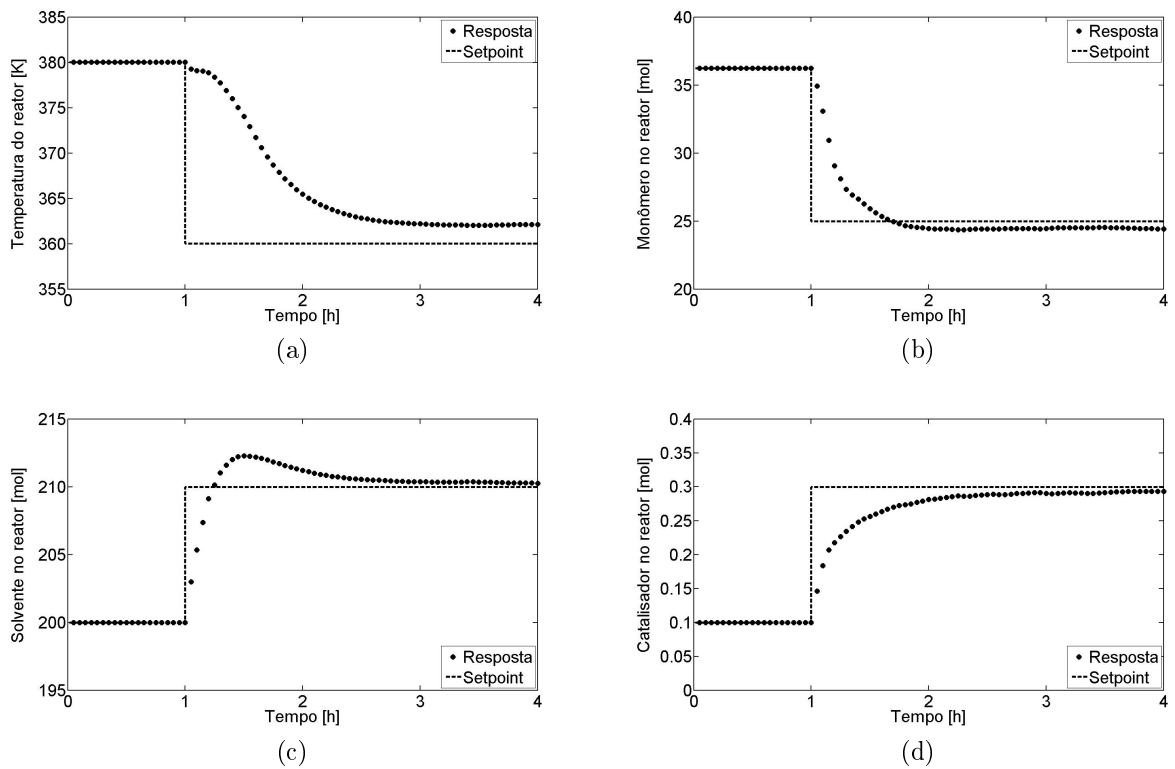 Temperatura do reator [K]
385
380
375
370
365
360
355
0 1 2 3 4
Tempo [h]
Resposta
Setpoint
(a)
Monômero no reator [mol]
40
35
30
25
20
0 1 2 3 4
Tempo [h]
Resposta
Setpoint
(b)
Solvente no reator [mol]
215
210
205
200
195
0 1 2 3 4
Tempo [h]
Resposta
Setpoint
(c)
Catalisador no reator [mol]
0.4
0.35
0.3
0.25
0.2
0.15
0.1
0.05
0
0 1 2 3 4
Tempo [h]
Resposta
Setpoint
(d)